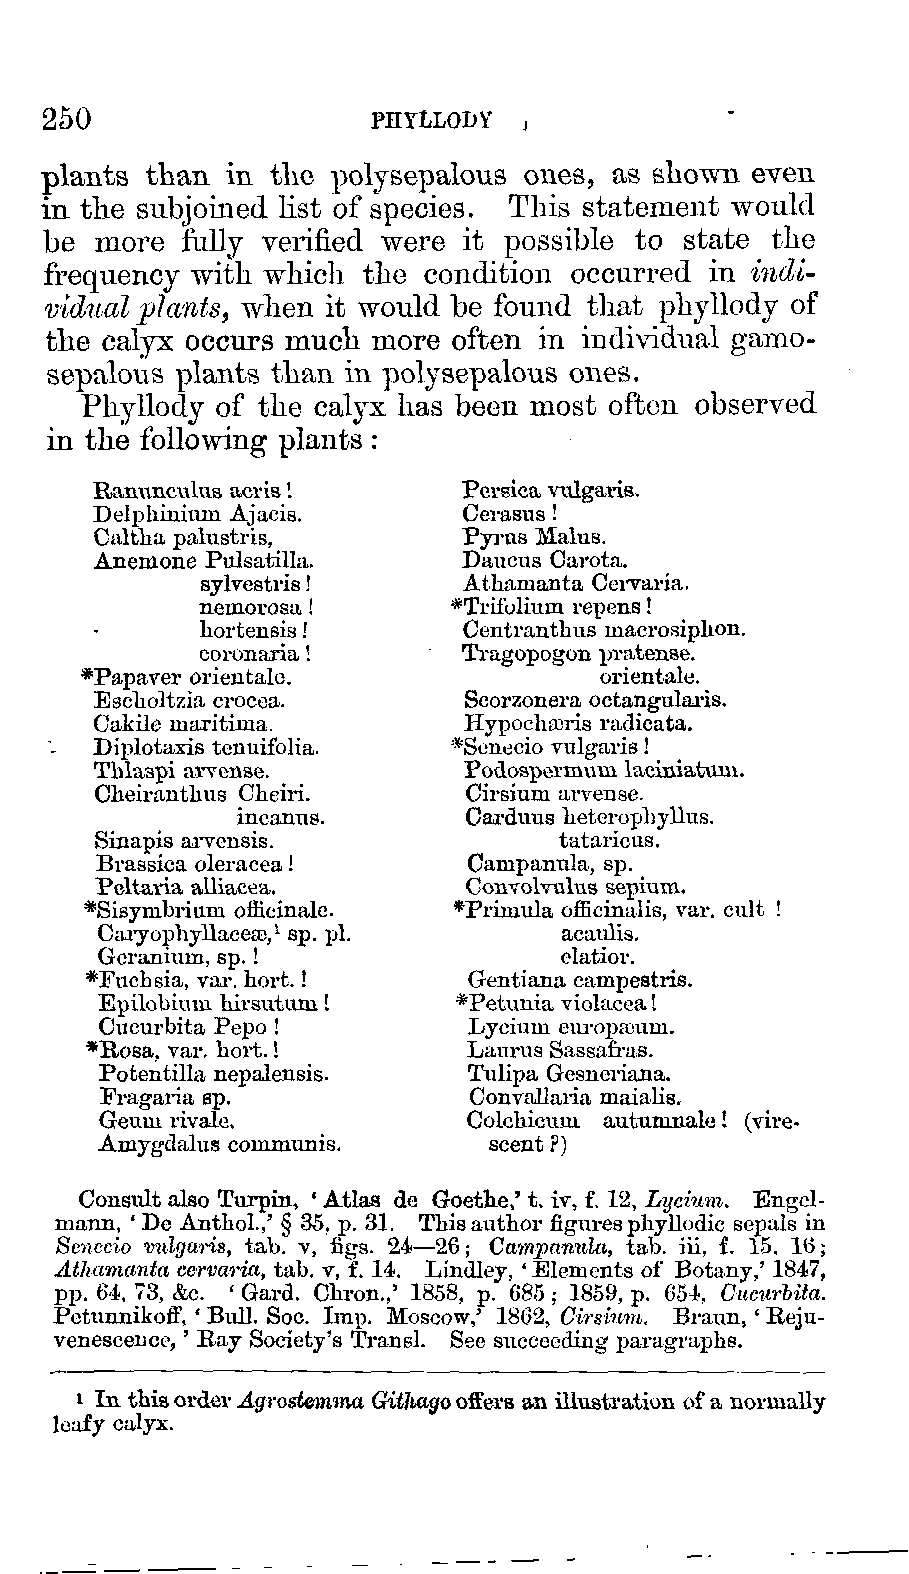 250 PHYLLODY
plants than in the polysepalous ones, as shown even
in the subjoined list of species. This statement would
be more fully verified were it possible to state the
frequency with which the condition occurred in indi-
vidual plants, when it would be found that phyllody of
the calyx occurs much more often in individual gamo-
sepalous plants than in polysepalous ones.
Phyllody of the calyx has been most often observed
in the following plants :
Ranunculus acris !
Delphinium Ajacis.
Caltha palustris,
Anemone Pulsatilla.
sylvestris !
nemorosa !
hortensis !
coronaria !
*Papaver orientale.
Escholtzia crocea.
Cakile maritima.
Diplotaxis tenuifolia.
Thlaspi arvense.
Cheiranthus Cheiri.
incanus.
Sinapis arvensis.
Brassica oleracea !
Peltaria alliacea.
*Sisymbrium officinale.
Caryophyllaceæ,¹ sp. pl.
Geranium, sp. !
*Fuchsia, var. hort. !
Epilobium hirsutum !
Cucurbita Pepo !
*Rosa, var. hort. !
Potentilla nepalensis.
Fragaria sp.
Geum rivale.
Amygdalus communis.
Persica vulgaris.
Cerasus !
Pyrus Malus.
Daucus Carota.
Athamanta Cervaria.
*Trifolium repens !
Centranthus macrosiphon.
Tragopogon pratense.
orientale.
Scorzonera octangularis.
Hypochæris radicata.
*Senecio vulgaris !
Podospermum laciniatum.
Cirsium arvense.
Carduus heterophyllus.
tataricus.
Campanula, sp.
Convolvulus sepium.
*Primula officinalis, var. cult !
acaulis.
elatior.
Gentiana campestris.
*Petunia violacea !
Lycium europæum.
Laurus Sassafras.
Tulipa Gesneriana.
Convallaria maialis.
Colchicum autumnale ! (vire-
scent ?)
Consult also Turpin, ‘ Atlas de Goethe,’ t. iv, f. 12, Lycium. Engel-
mann, ‘ De Anthol.,’ § 35, p. 31. This author figures phyllodic sepals in
Senecio vulgaris, tab. v, figs. 24—26 ; Campanula, tab. iii, f. 15, 16 ;
Athamanta cervaria, tab. v, f. 14. Lindley, ‘ Elements of Botany,’ 1847,
pp. 64, 73, &c. ‘ Gard. Chron.,’ 1858, p. 685 ; 1859, p. 654, Cucurbita.
Petunnikoff, ‘ Bull. Soc. Imp. Moscow,’ 1862, Cirsium. Braun, ‘ Reju-
venescence, ’ Ray Society’s Transl. See succeeding paragraphs.
¹ In this order Agrostemma Githago offers an illustration of a normally
leafy calyx.